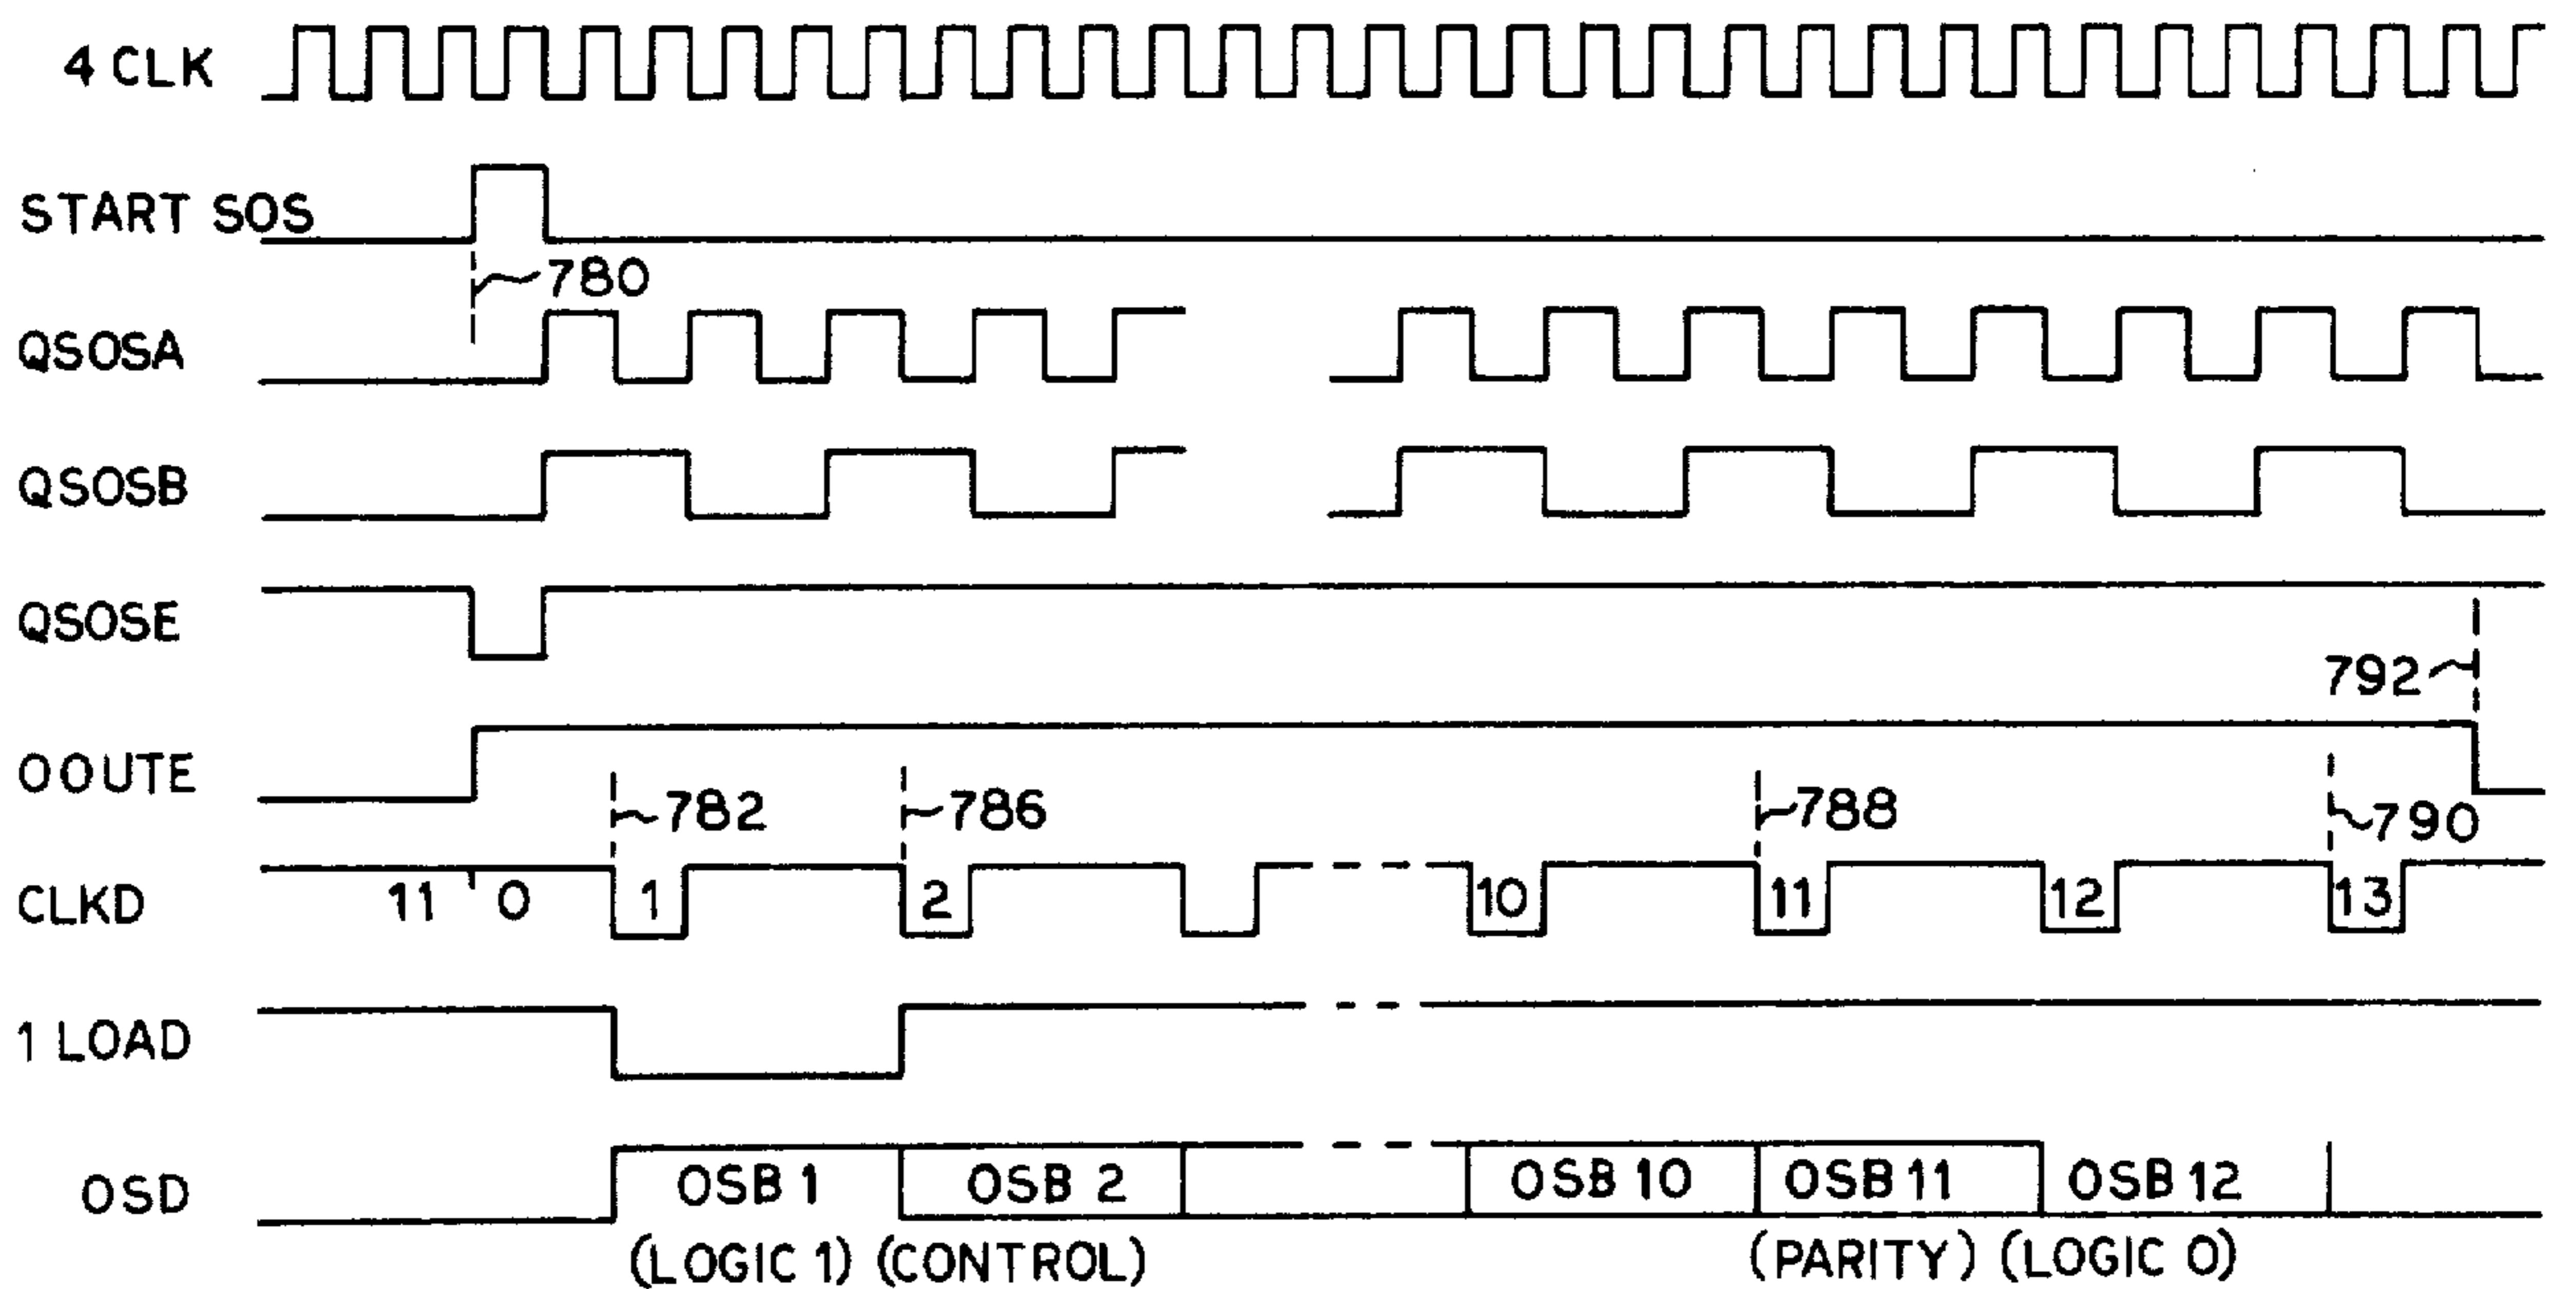 4 CLK
START SOS
780
QSOSA
QSOSB
QSOSE
792
OOUTE
782 786 788 790
CLKD 11 0 1 2 10 11 12 13
1 LOAD
OSD OSB 1 OSB 2 OSB 10 OSB 11 OSB 12
(LOGIC 1) (CONTROL) (PARITY) (LOGIC 0)